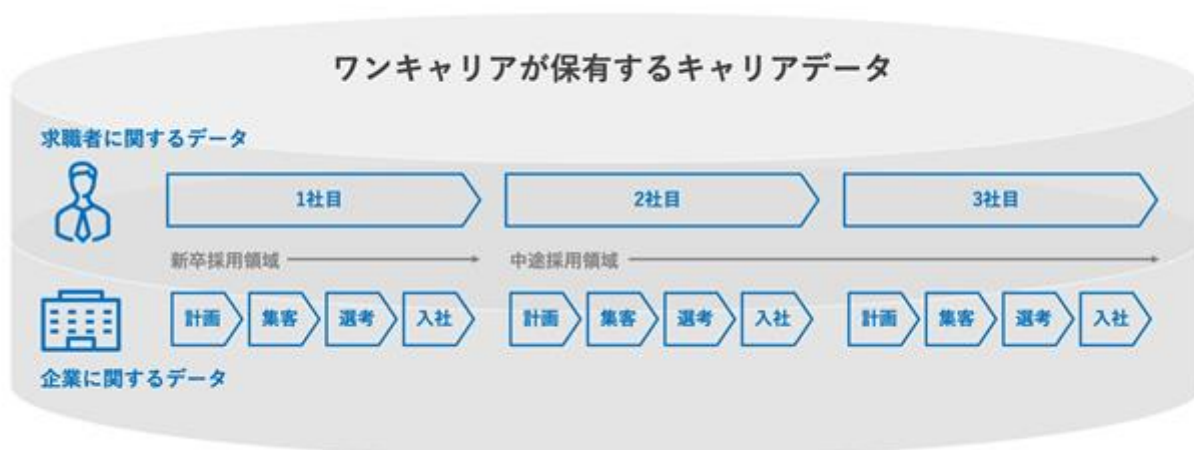 ワンキャリアが保有するキャリアデータ
求職者に関するデータ
1社目 2社目 3社目
新卒採用領域 中途採用領域
計画 集客 選考 入社 計画 集客 選考 入社 計画 集客 選考 入社
企業に関するデータ